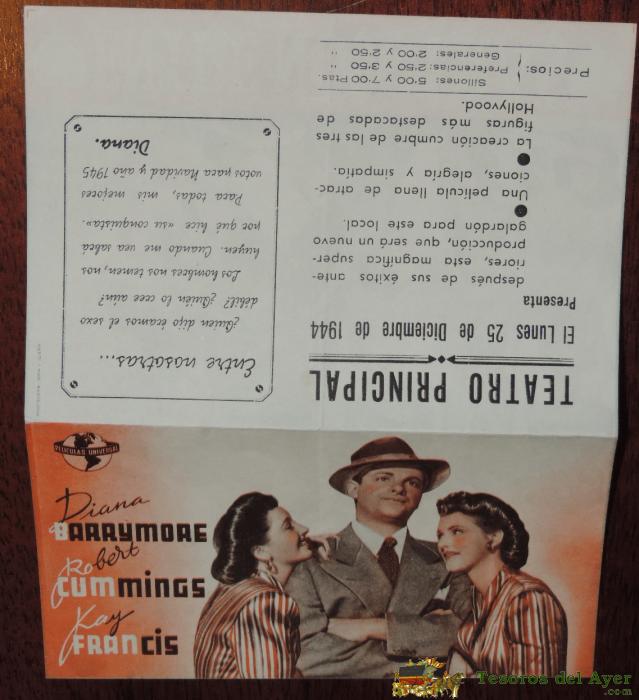 TEATRO PRINCIPAL
El Lunes 25 de Diciembre de 1944
Presenta
después de sus éxitos ante-
riores, esta magnífica super-
producción, que será un nuevo
galardón para este local.
Una película llena de atrac-
ciones, alegría y simpatía.
La creación cumbre de las tres
figuras más destacadas de
Hollywood.
Precios:
Sillones: 5'00 y 7'00 Ptas.
Preferencias: 2'50 y 3'50 "
Generales: 2'00 y 2'50 "
Entre nosotras...
¿Quien dijo éramos el sexo
débil? ¿Quién lo cree aún?
Los hombres nos temen, nos
huyen. Cuando me vea sabrá
por qué hice «su conquista».
Para todas, mis mejores
votos para Navidad y año 1945
Diana.
PELICULAS UNIVERSAL
Diana
BARRYMORE
Robert
CUMMINGS
Kay
FRANCIS
Tesoros del Ayer
.com